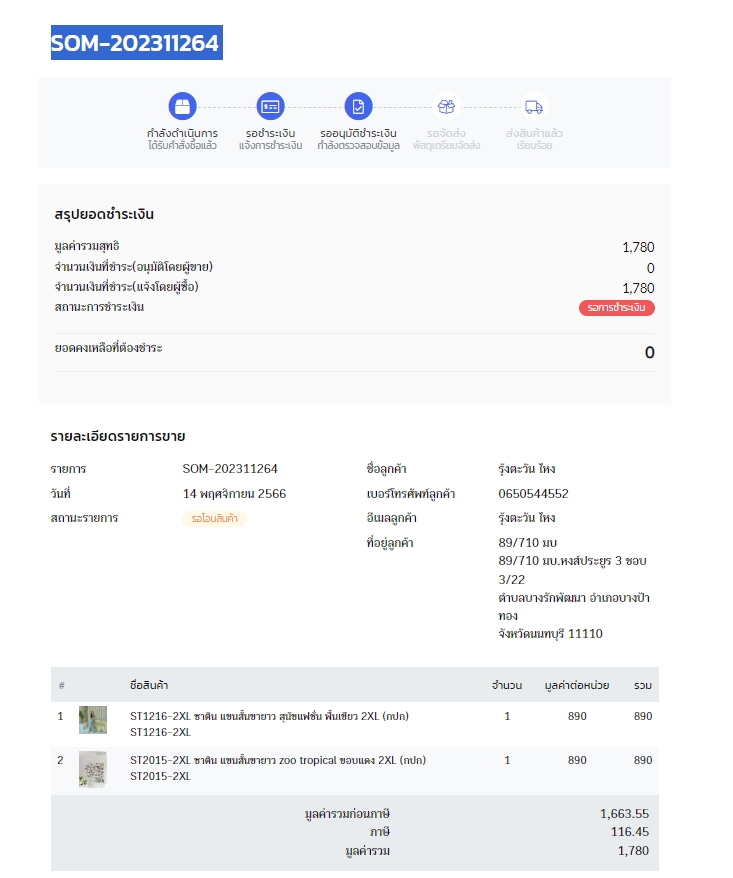 SOM-202311264
กำลังดำเนินการ
ได้รับคำสั่งซื้อแล้ว
รอชำระเงิน
แจ้งการชำระเงิน
รออนุมัติชำระเงิน
กำลังตรวจสอบข้อมูล
รอจัดส่ง
พัสดุเตรียมจัดส่ง
ส่งสินค้าแล้ว
เรียบร้อย
สรุปยอดชำระเงิน
มูลค่ารวมสุทธิ 1,780
จำนวนเงินที่ชำระ(อนุมัติโดยผู้ขาย) 0
จำนวนเงินที่ชำระ(แจ้งโดยผู้ซื้อ) 1,780
สถานะการชำระเงิน รอการชำระเงิน
ยอดคงเหลือที่ต้องชำระ 0
รายละเอียดรายการขาย
รายการ SOM-202311264 ชื่อลูกค้า รุ้งตะวัน ไหง
วันที่ 14 พฤศจิกายน 2566 เบอร์โทรศัพท์ลูกค้า 0650544552
สถานะรายการ รอโอนสินค้า อีเมลลูกค้า รุ้งตะวัน ไหง
ที่อยู่ลูกค้า 89/710 มบ
89/710 มบ.หงส์ประยูร 3 ซอบ
3/22
ตำบลบางรักพัฒนา อำเภอบางบัว
ทอง
จังหวัดนนทบุรี 11110
# ชื่อสินค้า จำนวน มูลค่าต่อหน่วย รวม
1 ST1216-2XL ซาติน แขนสั้นขายาว สุนัขแฟชั่น พื้นเขียว 2XL (กปก) 1 890 890
ST1216-2XL
2 ST2015-2XL ซาติน แขนสั้นขายาว zoo tropical ขอบแดง 2XL (กปก) 1 890 890
ST2015-2XL
มูลค่ารวมก่อนภาษี 1,663.55
ภาษี 116.45
มูลค่ารวม 1,780